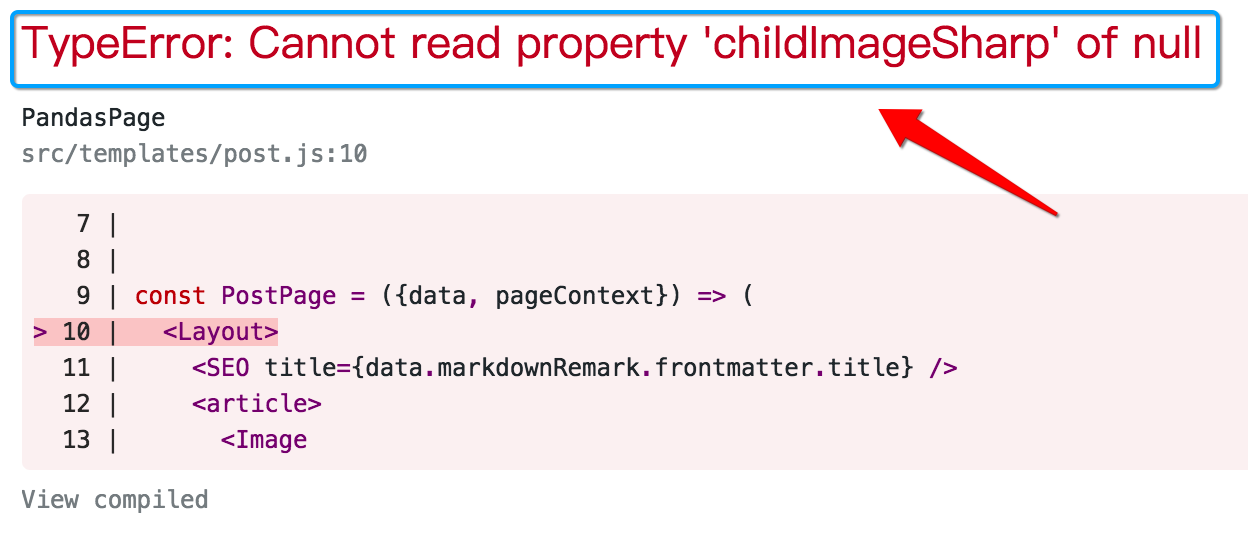 TypeError: Cannot read property 'childImageSharp' of null
PandasPage
src/templates/post.js:10
7 |
8 |
9 | const PostPage = ({data, pageContext}) => (
> 10 |   <Layout>
11 |     <SEO title={data.markdownRemark.frontmatter.title} />
12 |     <article>
13 |       <Image
View compiled